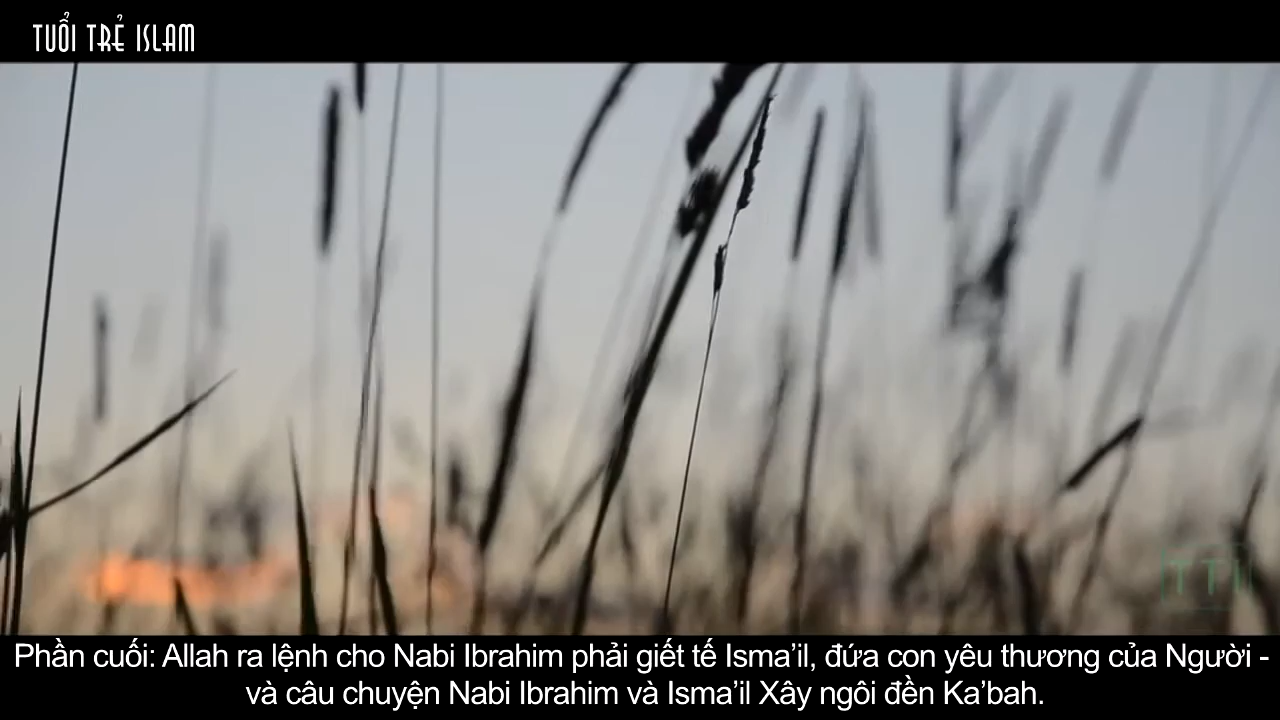 TUỔI TRẺ ISLAM
TTI
Phần cuối: Allah ra lệnh cho Nabi Ibrahim phải giết tế Isma’il, đứa con yêu thương của Người -
và câu chuyện Nabi Ibrahim và Isma’il Xây ngôi đền Ka’bah.